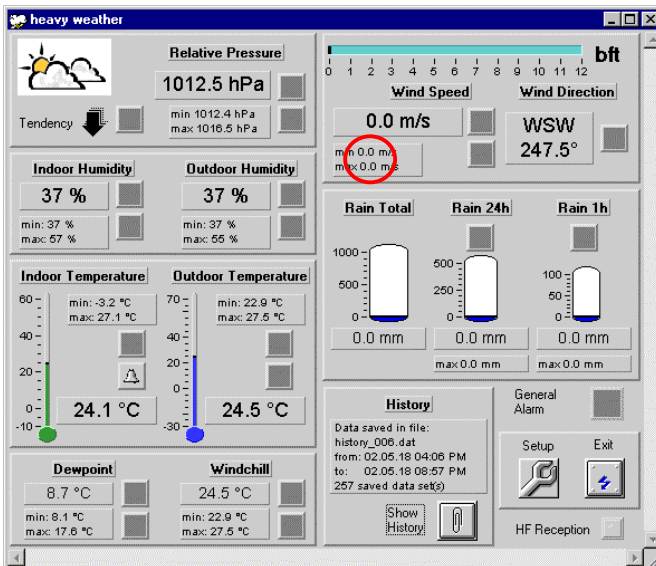 heavy weather
Relative Pressure
1012.5 hPa
Tendency
min 1012.4 hPa
max 1016.5 hPa
bft
0 1 2 3 4 5 6 7 8 9 10 11 12
Wind Speed
0.0 m/s
min 0.0 m/s
max 0.0 m/s
Wind Direction
WSW
247.5°
Indoor Humidity
37 %
min: 37 %
max: 57 %
Outdoor Humidity
37 %
min: 37 %
max: 55 %
Rain Total
1000
500
0
0.0 mm
Rain 24h
500
250
0
0.0 mm
max 0.0 mm
Rain 1h
100
50
0
0.0 mm
max 0.0 mm
Indoor Temperature
min: -3.2 °C
max: 27.1 °C
60
40
20
0
-10
24.1 °C
Outdoor Temperature
min: 22.9 °C
max: 27.5 °C
70
40
20
0
-30
24.5 °C
Dewpoint
8.7 °C
min: 8.1 °C
max: 17.6 °C
Windchill
24.5 °C
min: 22.9 °C
max: 27.5 °C
History
Data saved in file:
history_006.dat
from: 02.05.18 04:06 PM
to: 02.05.18 08:57 PM
257 saved data set(s)
Show
History
General
Alarm
Setup
Exit
HF Reception